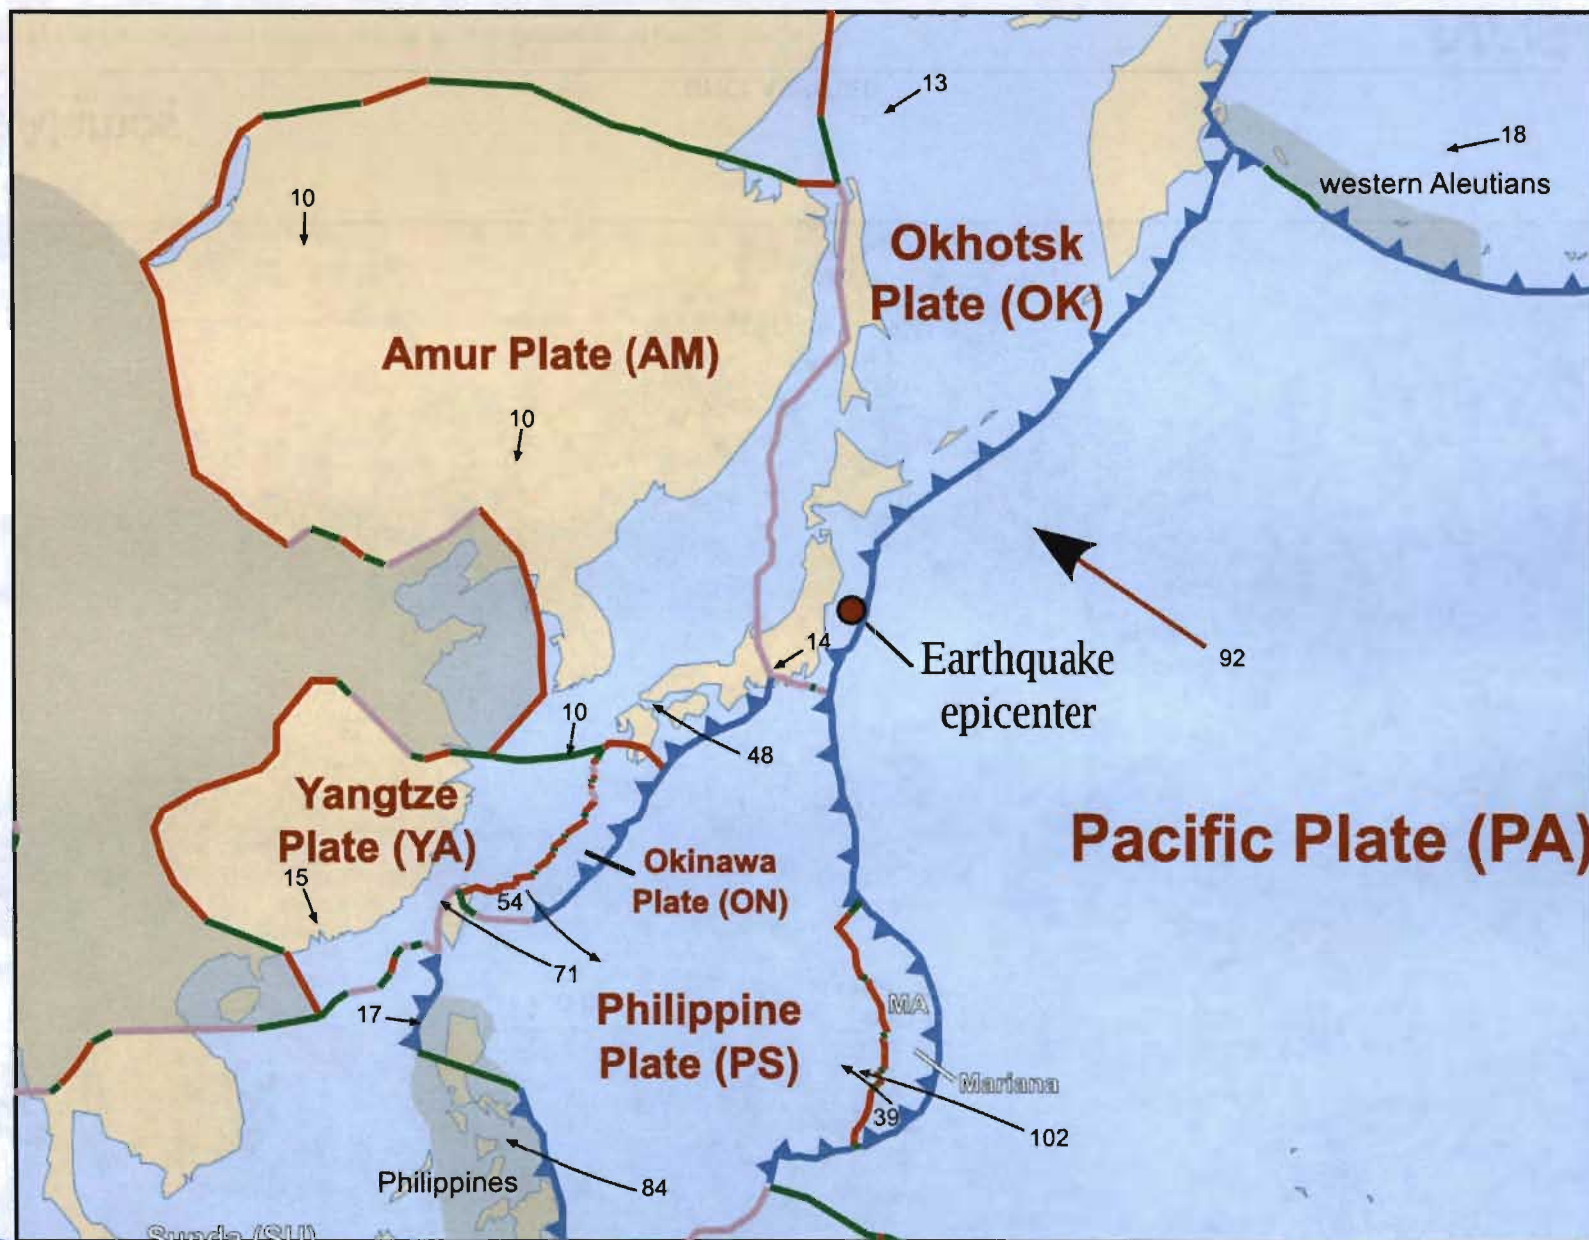 13
18
western Aleutians
10
Okhotsk
Plate (OK)
Amur Plate (AM)
10
14
Earthquake
epicenter
92
10
48
Yangtze
Plate (YA)
Pacific Plate (PA)
15
Okinawa
Plate (ON)
54
71
17
Philippine
Plate (PS)
MA
Mariana
39
102
Philippines
84
Sunda (SU)